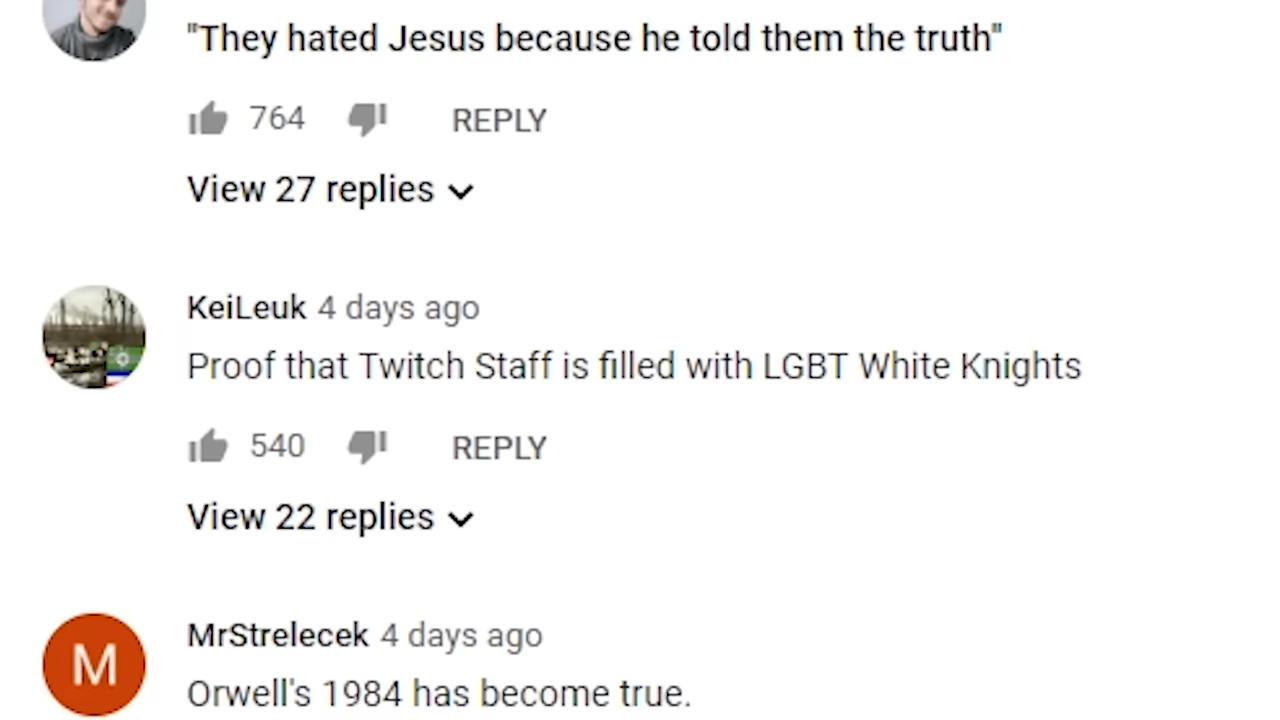 "They hated Jesus because he told them the truth"
764 REPLY
View 27 replies
KeiLeuk 4 days ago
Proof that Twitch Staff is filled with LGBT White Knights
540 REPLY
View 22 replies
M
MrStrelecek 4 days ago
Orwell's 1984 has become true.